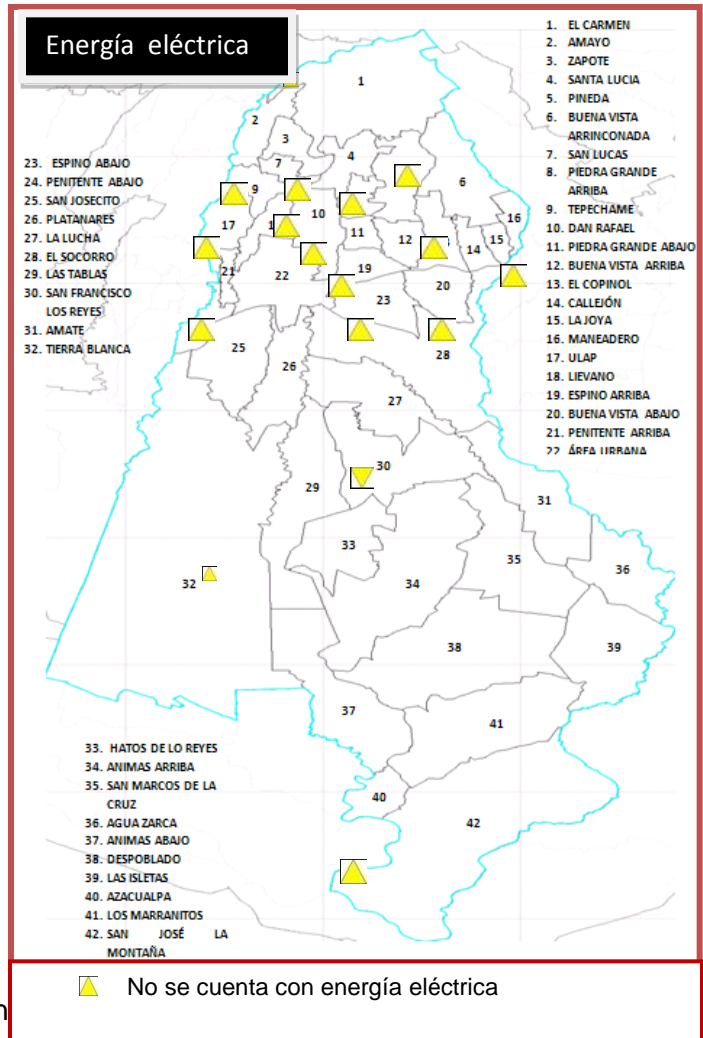 Energía eléctrica
1. EL CARMEN
2. AMAYO
3. ZAPOTE
4. SANTA LUCIA
5. PINEDA
6. BUENA VISTA
ARRINCONADA
7. SAN LUCAS
8. PIEDRA GRANDE
ARRIBA
9. TEPECHAME
10. DAN RAFAEL
11. PIEDRA GRANDE ABAJO
12. BUENA VISTA ARRIBA
13. EL COPINOL
14. CALLEJÓN
15. LA JOYA
16. MANEADERO
17. ULAP
18. LIEVANO
19. ESPINO ARRIBA
20. BUENA VISTA ABAJO
21. PENITENTE ARRIBA
22 ÁREA URBANA
23. ESPINO ABAJO
24. PENITENTE ABAJO
25. SAN JOSECITO
26. PLATANARES
27. LA LUCHA
28. EL SOCORRO
29. LAS TABLAS
30. SAN FRANCISCO
LOS REYES
31. AMATE
32. TIERRA BLANCA
1
2
3
4
7
6
9
10
16
17
1
11
12
14
15
21
22
19
23
20
25
26
28
27
30
29
31
33
35
32
34
36
38
39
37
41
40
42
33. HATOS DE LO REYES
34. ANIMAS ARRIBA
35. SAN MARCOS DE LA
CRUZ
36. AGUA ZARCA
37. ANIMAS ABAJO
38. DESPOBLADO
39. LAS ISLETAS
40. AZACUALPA
41. LOS MARRANITOS
42. SAN JOSÉ LA
MONTAÑA
No se cuenta con energía eléctrica
n